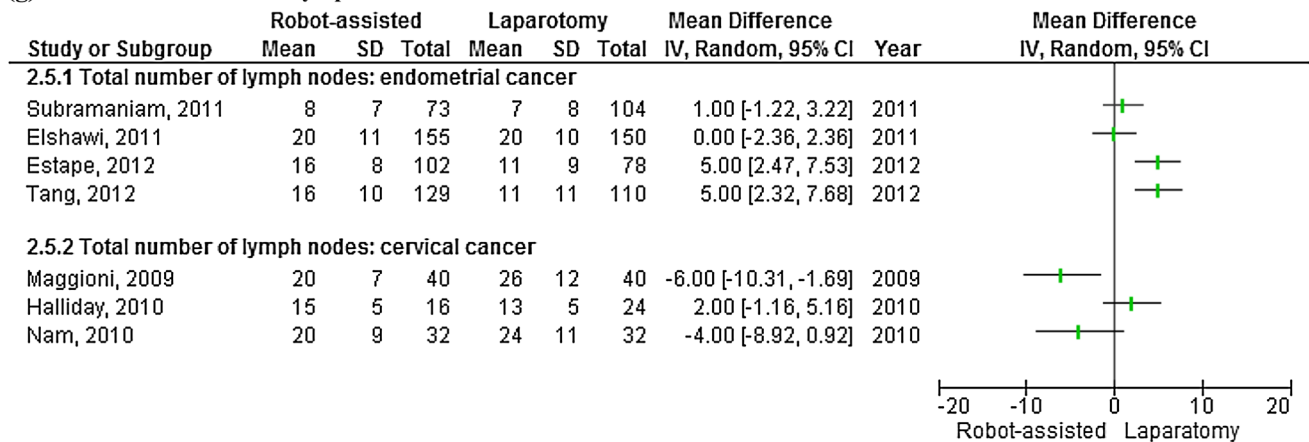 Robot-assisted Laparotomy Mean Difference Mean Difference
Study or Subgroup Mean SD Total Mean SD Total IV, Random, 95% CI Year IV, Random, 95% CI
2.5.1 Total number of lymph nodes: endometrial cancer
Subramaniam, 2011 8 7 73 7 8 104 1.00 [-1.22, 3.22] 2011
Elshawi, 2011 20 11 155 20 10 150 0.00 [-2.36, 2.36] 2011
Estape, 2012 16 8 102 11 9 78 5.00 [2.47, 7.53] 2012
Tang, 2012 16 10 129 11 11 110 5.00 [2.32, 7.68] 2012
2.5.2 Total number of lymph nodes: cervical cancer
Maggioni, 2009 20 7 40 26 12 40 -6.00 [-10.31, -1.69] 2009
Halliday, 2010 15 5 16 13 5 24 2.00 [-1.16, 5.16] 2010
Nam, 2010 20 9 32 24 11 32 -4.00 [-8.92, 0.92] 2010
-20 -10 0 10 20
Robot-assisted Laparotomy